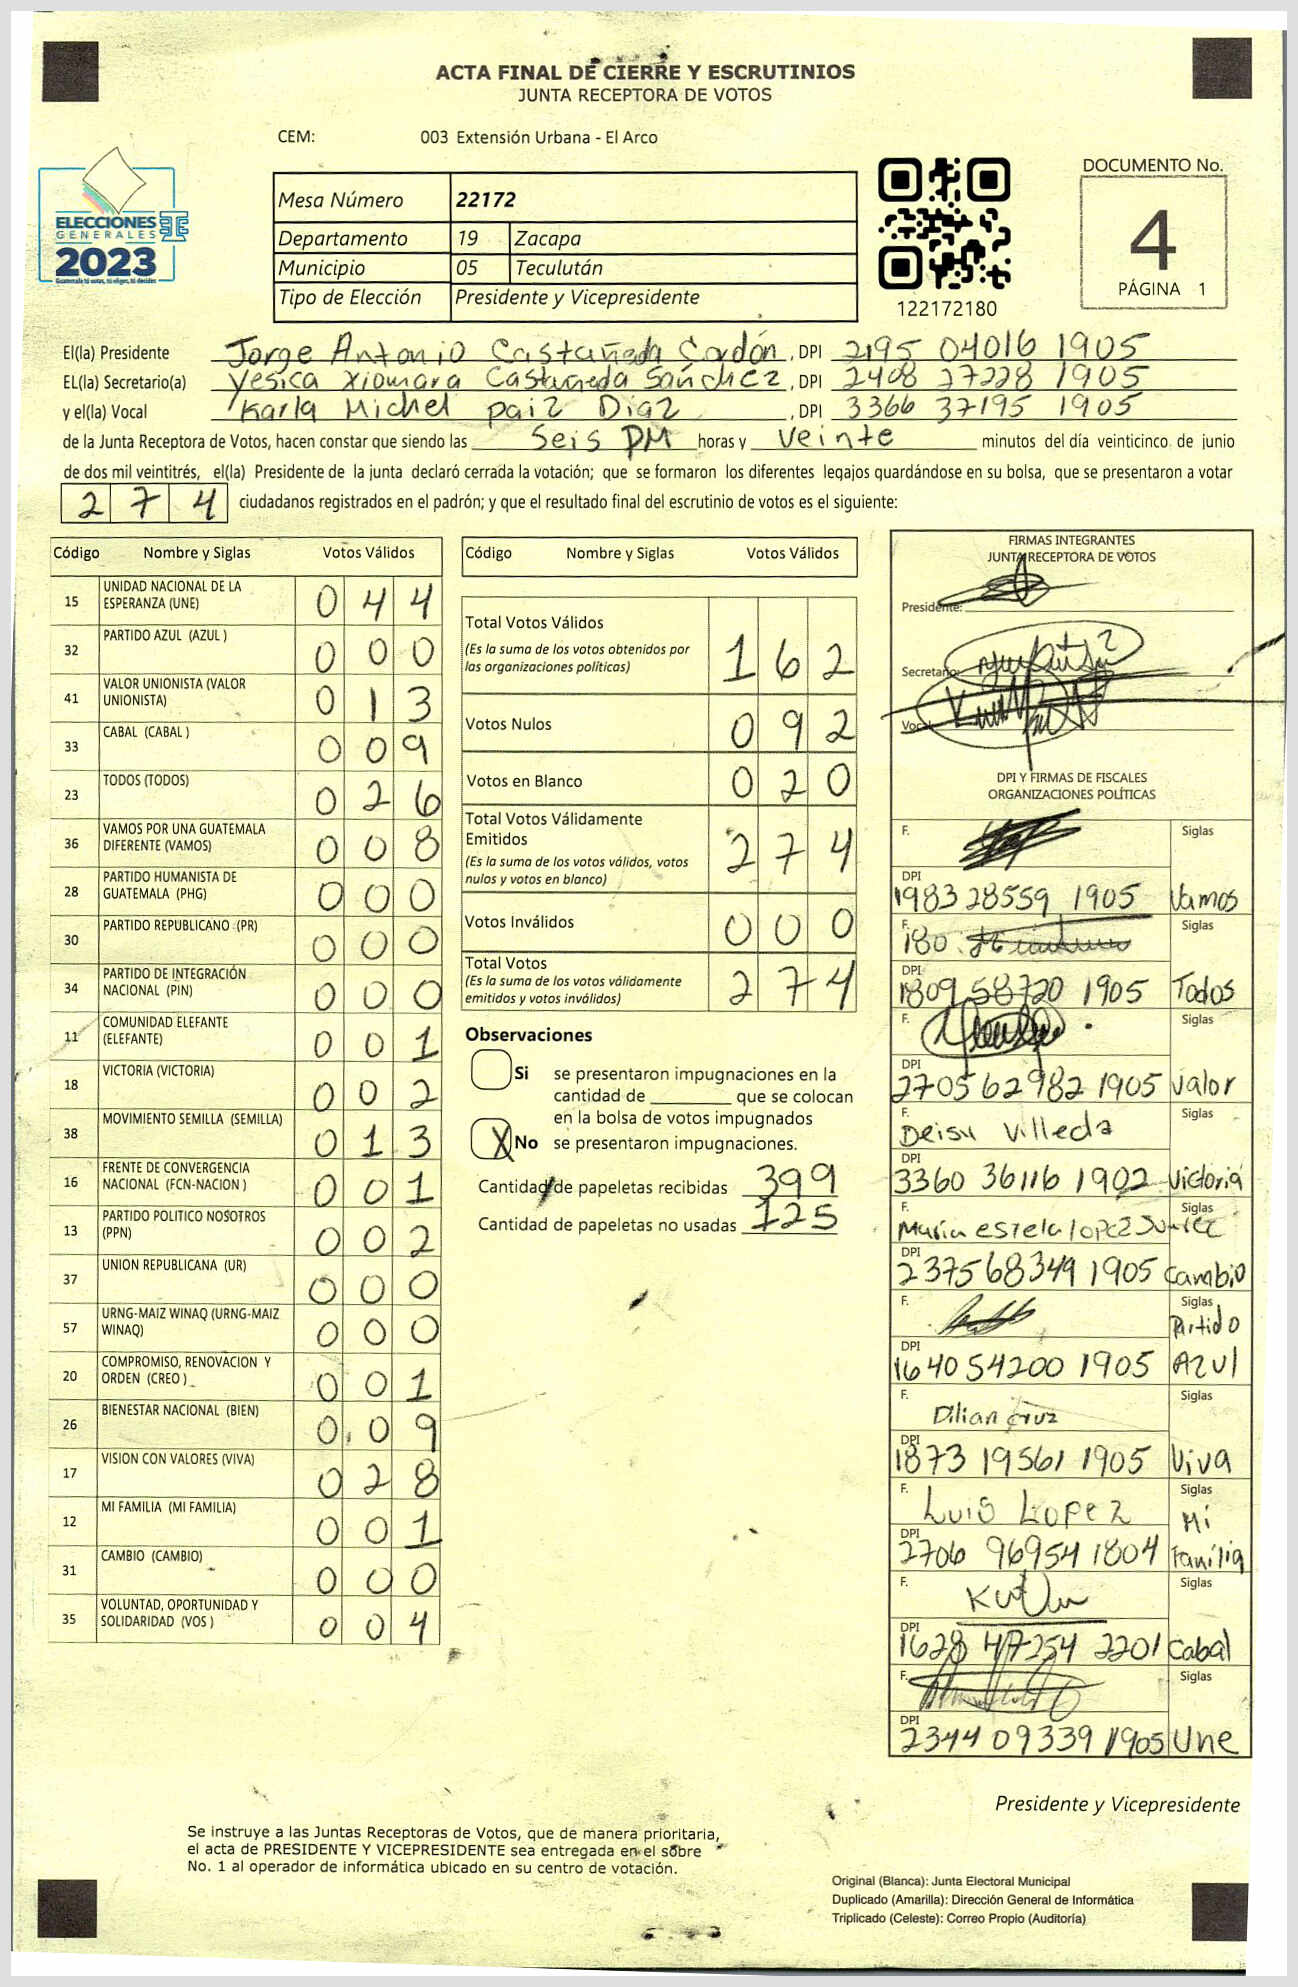 ACTA FINAL DE CIERRE Y ESCRUTINIOS
JUNTA RECEPTORA DE VOTOS
CEM: 003 Extensión Urbana - El Arco
ELECCIONES
GENERALES
2023
Guatemala tú votas, tú eliges, tú decides
Mesa Número 22172
Departamento 19 Zacapa
Municipio 05 Teculután
Tipo de Elección Presidente y Vicepresidente
122172180
DOCUMENTO No.
4
PÁGINA 1
El(la) Presidente Jorge Antonio Castañeda Cordón, DPI 2195 04016 1905
EL(la) Secretario(a) Yesica Xiomara Castañeda Sánchez, DPI 2408 27228 1905
y el(la) Vocal Karla Michel paiz Diaz, DPI 3366 37195 1905
de la Junta Receptora de Votos, hacen constar que siendo las Seis PM horas y Veinte minutos del día veinticinco de junio
de dos mil veintitrés, el(la) Presidente de la junta declaró cerrada la votación; que se formaron los diferentes legajos guardándose en su bolsa, que se presentaron a votar
2 7 4 ciudadanos registrados en el padrón; y que el resultado final del escrutinio de votos es el siguiente:
Código Nombre y Siglas Votos Válidos
15 UNIDAD NACIONAL DE LA ESPERANZA (UNE) 0 4 4
32 PARTIDO AZUL (AZUL ) 0 0 0
41 VALOR UNIONISTA (VALOR UNIONISTA) 0 1 3
33 CABAL (CABAL ) 0 0 9
23 TODOS (TODOS) 0 2 6
36 VAMOS POR UNA GUATEMALA DIFERENTE (VAMOS) 0 0 8
28 PARTIDO HUMANISTA DE GUATEMALA (PHG) 0 0 0
30 PARTIDO REPUBLICANO (PR) 0 0 0
34 PARTIDO DE INTEGRACIÓN NACIONAL (PIN) 0 0 0
11 COMUNIDAD ELEFANTE (ELEFANTE) 0 0 1
18 VICTORIA (VICTORIA) 0 0 2
38 MOVIMIENTO SEMILLA (SEMILLA) 0 1 3
16 FRENTE DE CONVERGENCIA NACIONAL (FCN-NACION ) 0 0 1
13 PARTIDO POLITICO NOSOTROS (PPN) 0 0 2
37 UNION REPUBLICANA (UR) 0 0 0
57 URNG-MAIZ WINAQ (URNG-MAIZ WINAQ) 0 0 0
20 COMPROMISO, RENOVACION Y ORDEN (CREO ) 0 0 1
26 BIENESTAR NACIONAL (BIEN) 0 0 9
17 VISION CON VALORES (VIVA) 0 2 8
12 MI FAMILIA (MI FAMILIA) 0 0 1
31 CAMBIO (CAMBIO) 0 0 0
35 VOLUNTAD, OPORTUNIDAD Y SOLIDARIDAD (VOS ) 0 0 4
Código Nombre y Siglas Votos Válidos
Total Votos Válidos
(Es la suma de los votos obtenidos por
las organizaciones políticas) 1 6 2
Votos Nulos 0 9 2
Votos en Blanco 0 2 0
Total Votos Válidamente
Emitidos 2 7 4
(Es la suma de los votos válidos, votos
nulos y votos en blanco)
Votos Inválidos 0 0 0
Total Votos
(Es la suma de los votos válidamente
emitidos y votos inválidos) 2 7 4
Observaciones
Si se presentaron impugnaciones en la
cantidad de ________ que se colocan
en la bolsa de votos impugnados
X No se presentaron impugnaciones.
Cantidad de papeletas recibidas 399
Cantidad de papeletas no usadas 125
FIRMAS INTEGRANTES
JUNTA RECEPTORA DE VOTOS
Presidente:
Secretario:
Vocal
DPI Y FIRMAS DE FISCALES
ORGANIZACIONES POLÍTICAS
F. Siglas
DPI
1983 28559 1905 Vamos
F. 180 Siglas
DPI
1809 58720 1905 Todos
F. Siglas
DPI
2705 62982 1905 Valor
F. Siglas
Deisu Villeda
DPI
3360 36116 1902 Victoria
F. Siglas
Maria estela lopez Suarez
DPI
2375 68349 1905 Cambio
F. Siglas
Partido
DPI
1640 54200 1905 AZUl
F. Siglas
Dilian cruz
DPI
1873 19561 1905 Viva
F. Siglas
Luis Lopez Mi
DPI
2706 96954 1804 Familia
F. Siglas
DPI
1628 47254 2201 Cabal
F. Siglas
DPI
2344 09339 1905 Une
Presidente y Vicepresidente
Se instruye a las Juntas Receptoras de Votos, que de manera prioritaria,
el acta de PRESIDENTE Y VICEPRESIDENTE sea entregada en el sobre
No. 1 al operador de informática ubicado en su centro de votación.
Original (Blanca): Junta Electoral Municipal
Duplicado (Amarilla): Dirección General de Informática
Triplicado (Celeste): Correo Propio (Auditoría)